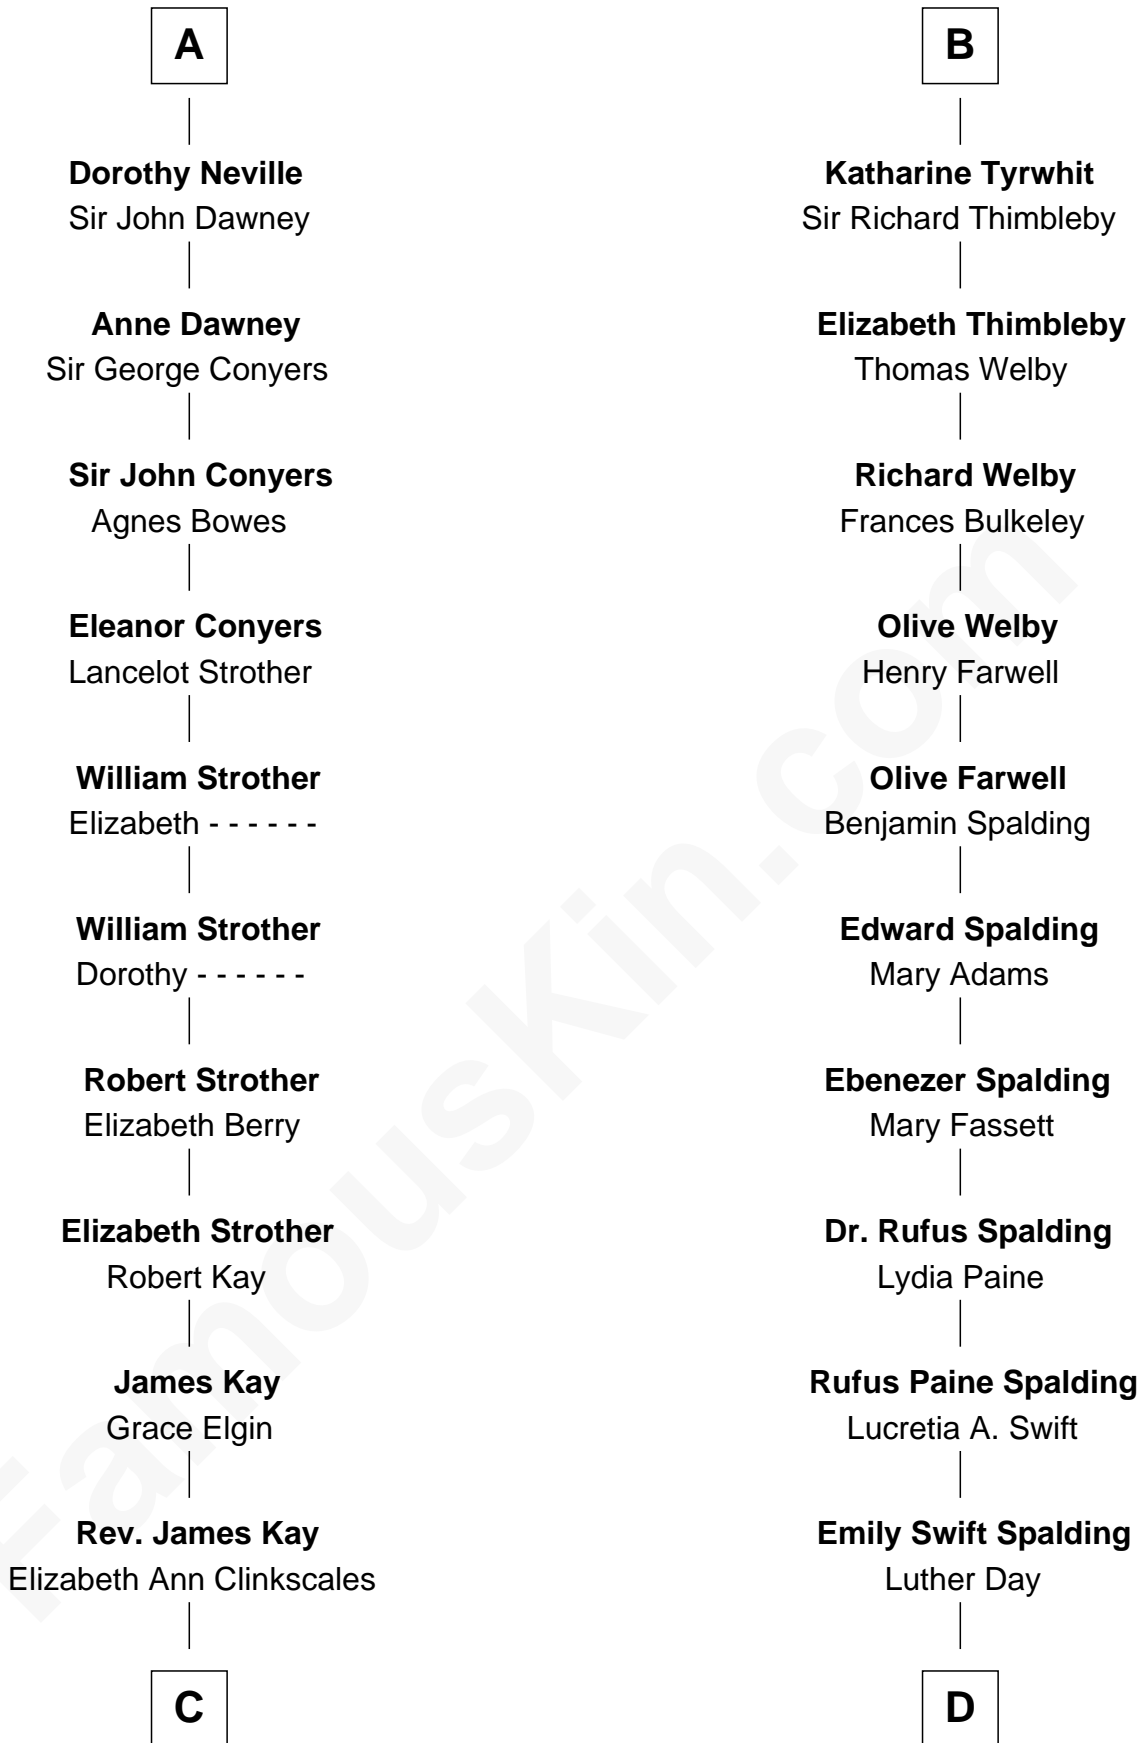 A
Dorothy Neville
Sir John Dawney
Anne Dawney
Sir George Conyers
Sir John Conyers
Agnes Bowes
Eleanor Conyers
Lancelot Strother
William Strother
Elizabeth - - - - - -
William Strother
Dorothy - - - - - -
Robert Strother
Elizabeth Berry
Elizabeth Strother
Robert Kay
James Kay
Grace Elgin
Rev. James Kay
Elizabeth Ann Clinkscales
C
B
Katharine Tyrwhit
Sir Richard Thimbleby
Elizabeth Thimbleby
Thomas Welby
Richard Welby
Frances Bulkeley
Olive Welby
Henry Farwell
Olive Farwell
Benjamin Spalding
Edward Spalding
Mary Adams
Ebenezer Spalding
Mary Fassett
Dr. Rufus Spalding
Lydia Paine
Rufus Paine Spalding
Lucretia A. Swift
Emily Swift Spalding
Luther Day
D
FamousKin.com